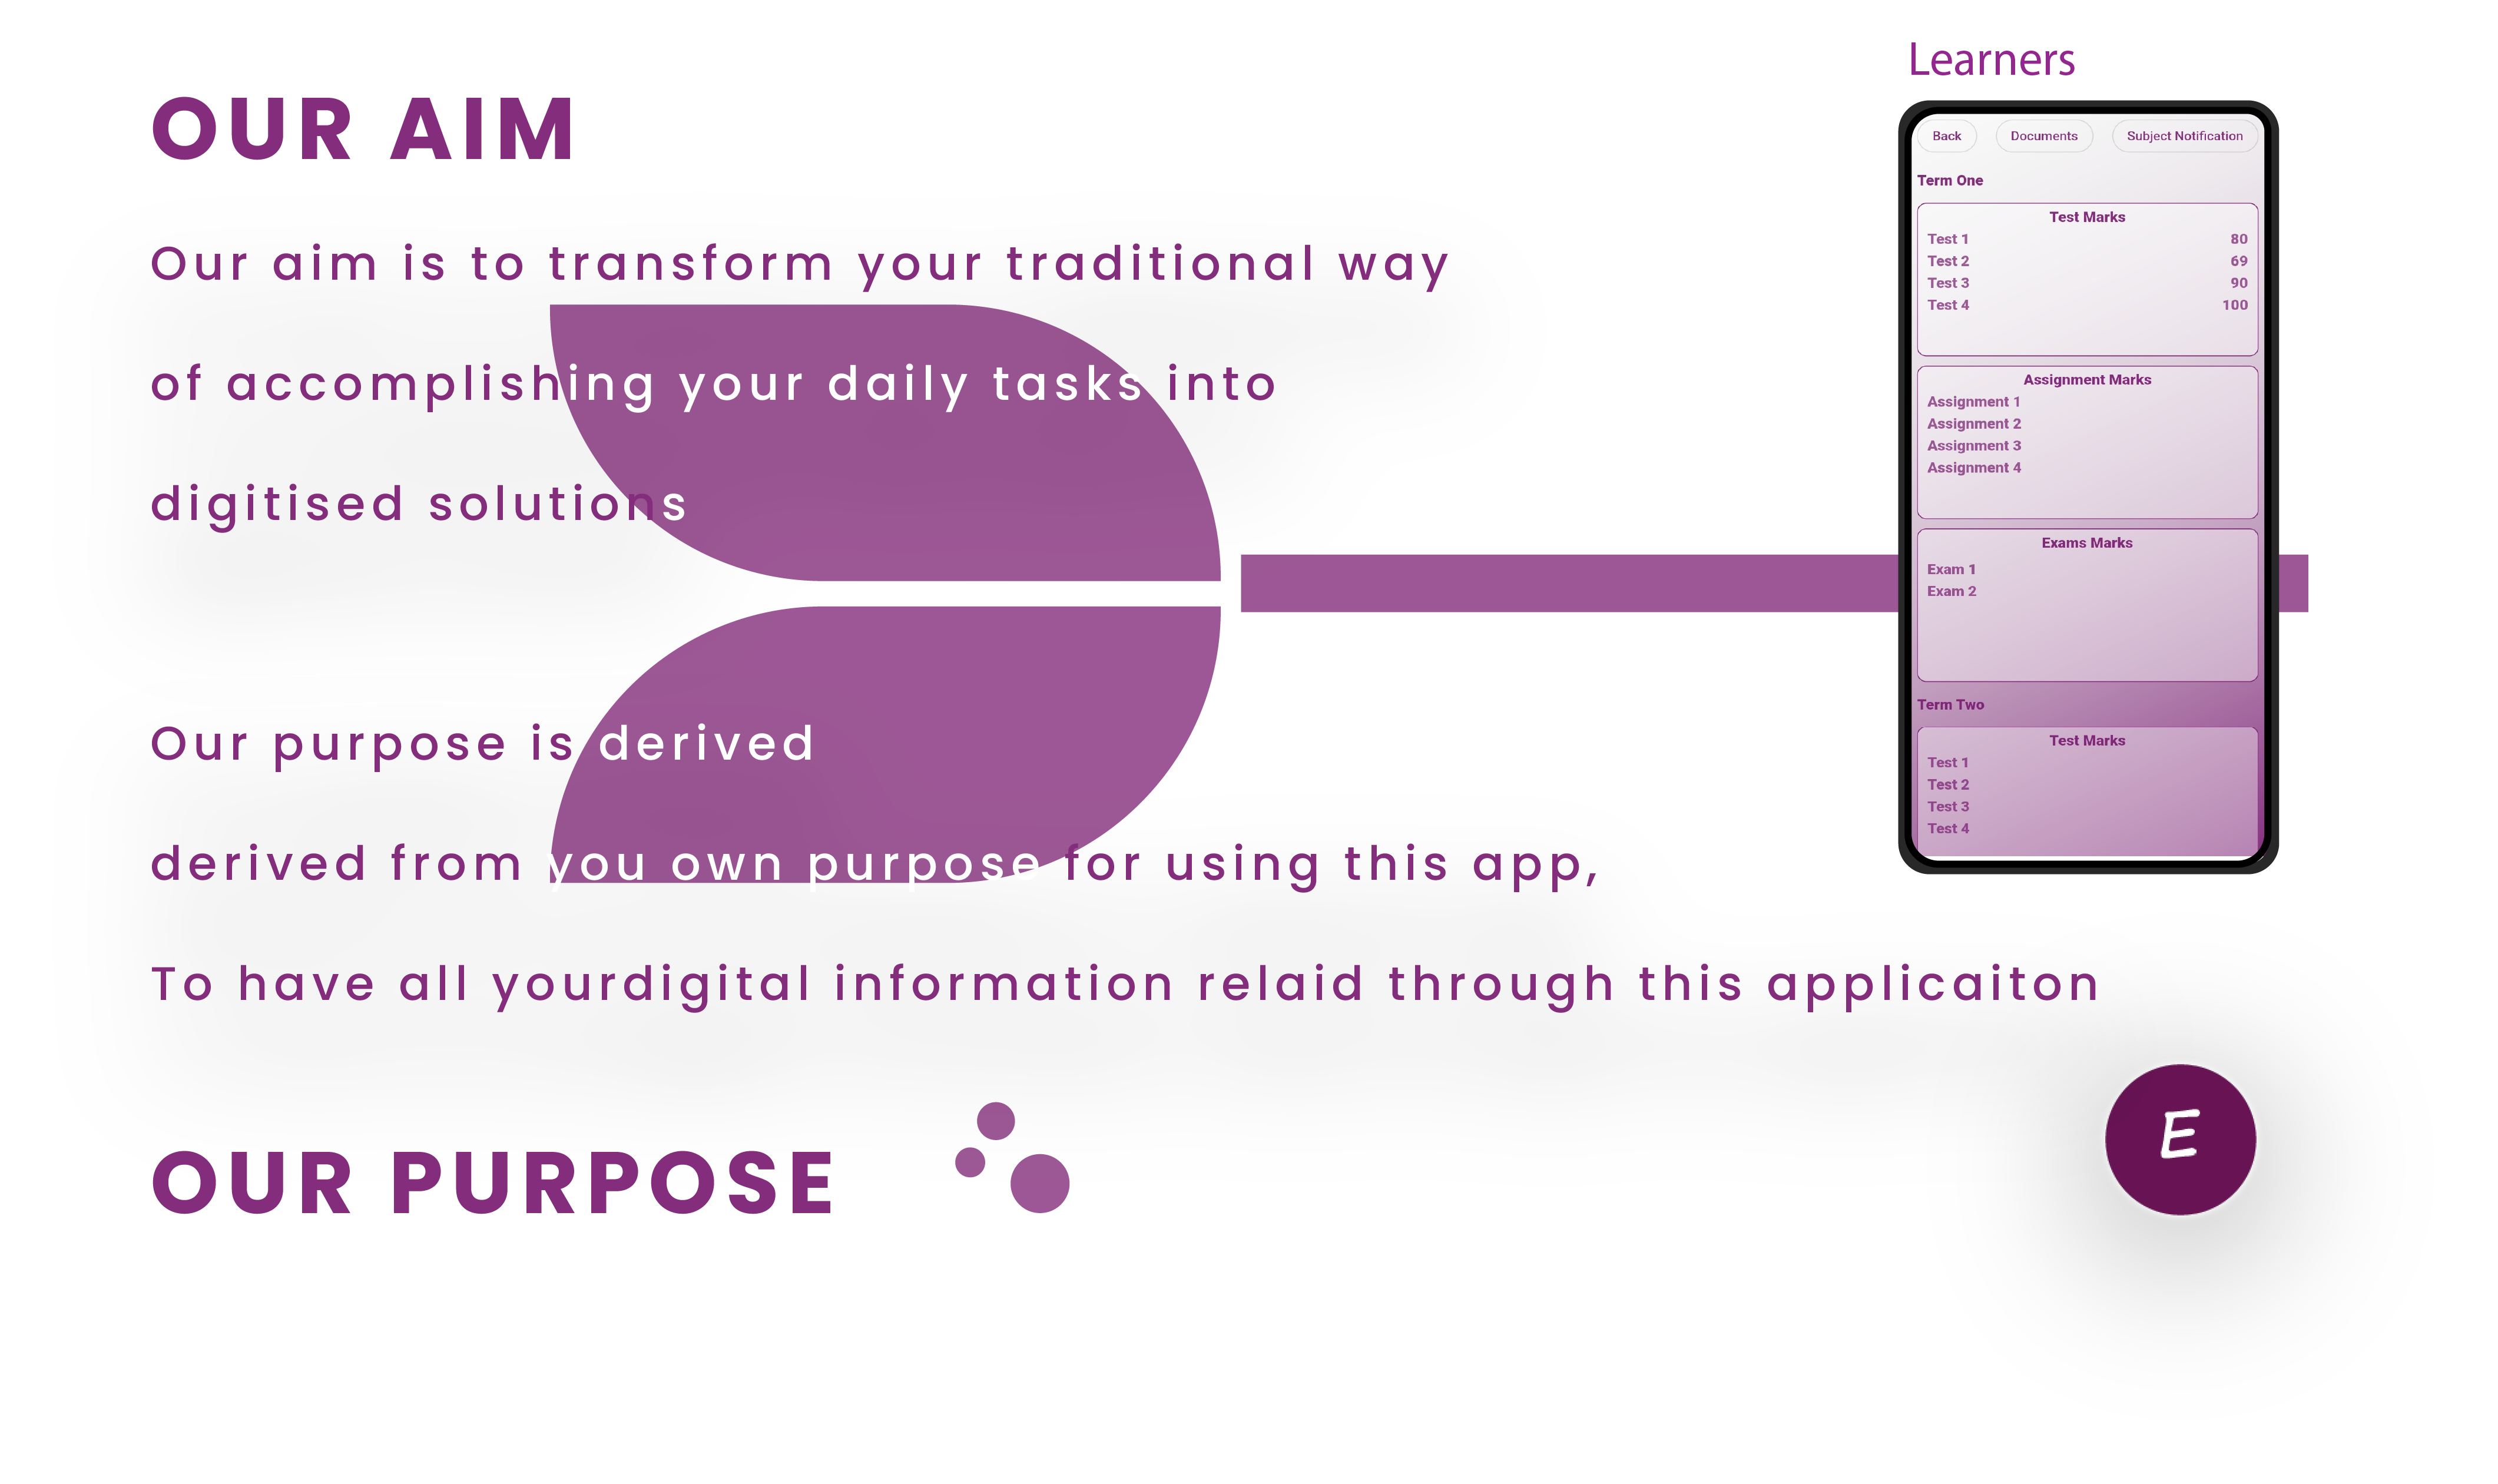 OUR AIM
Our aim is to transform your traditional way
of accomplishing your daily tasks into
digitised solutions
Our purpose is derived
derived from you own purpose for using this app,
To have all yourdigital information relaid through this applicaiton
OUR PURPOSE
Learners
Back Documents Subject Notification
Term One
Test Marks
Test 1 80
Test 2 69
Test 3 90
Test 4 100
Assignment Marks
Assignment 1
Assignment 2
Assignment 3
Assignment 4
Exams Marks
Exam 1
Exam 2
Term Two
Test Marks
Test 1
Test 2
Test 3
Test 4
E